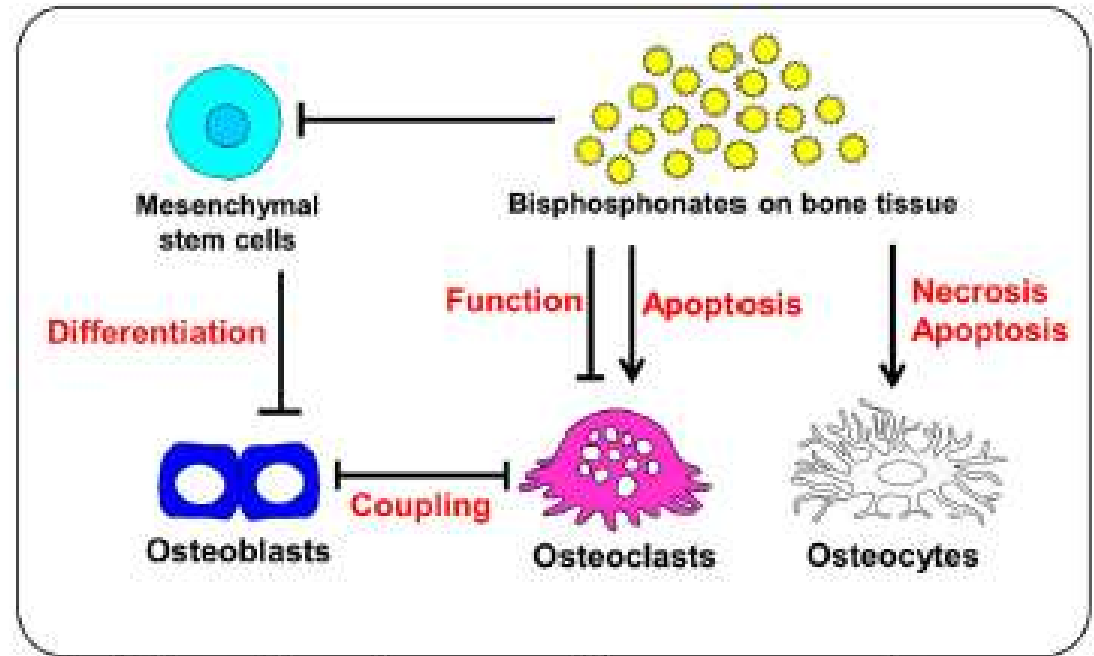 Mesenchymal
stem cells
Bisphosphonates on bone tissue
Differentiation
Function
Apoptosis
Necrosis
Apoptosis
Coupling
Osteoblasts
Osteoclasts
Osteocytes